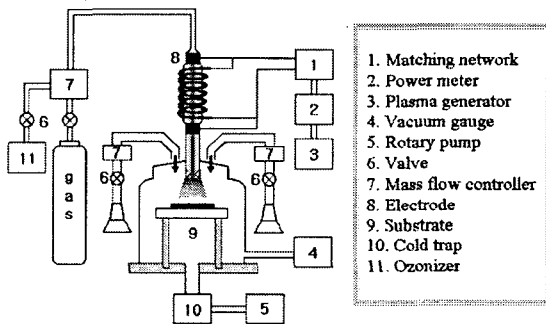 8
1
7
2
6
11
gas
7
7
3
6
6
9
4
10
5
1. Matching network
2. Power meter
3. Plasma generator
4. Vacuum gauge
5. Rotary pump
6. Valve
7. Mass flow controller
8. Electrode
9. Substrate
10. Cold trap
11. Ozonizer